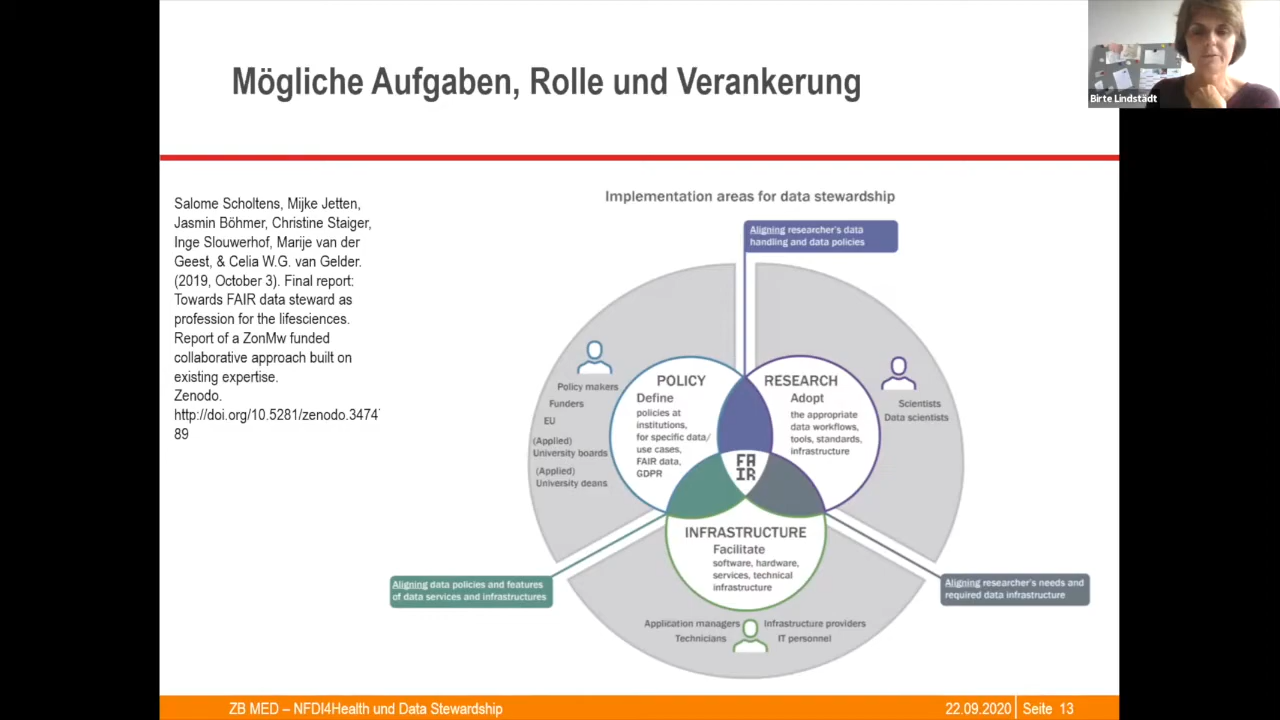 Mögliche Aufgaben, Rolle und Verankerung
Birte Lindstädt
Salome Scholtens, Mijke Jetten,
Jasmin Böhmer, Christine Staiger,
Inge Slouwerhof, Marije van der
Geest, & Celia W.G. van Gelder.
(2019, October 3). Final report:
Towards FAIR data steward as
profession for the lifesciences.
Report of a ZonMw funded
collaborative approach built on
existing expertise.
Zenodo.
http://doi.org/10.5281/zenodo.3474
89
Implementation areas for data stewardship
Aligning researcher's data
handling and data policies
Policy makers
Funders
EU
(Applied)
University boards
(Applied)
University deans
POLICY
Define
policies at
institutions,
for specific data/
use cases,
FAIR data,
GDPR
RESEARCH
Adopt
the appropriate
data workflows,
tools, standards,
infrastructure
Scientists
Data scientists
FA
IR
INFRASTRUCTURE
Facilitate
software, hardware,
services, technical
infrastructure
Aligning data policies and features
of data services and infrastructures
Aligning researcher's needs and
required data infrastructure
Application managers
Technicians
Infrastructure providers
IT personnel
ZB MED – NFDI4Health und Data Stewardship
22.09.2020
Seite 13